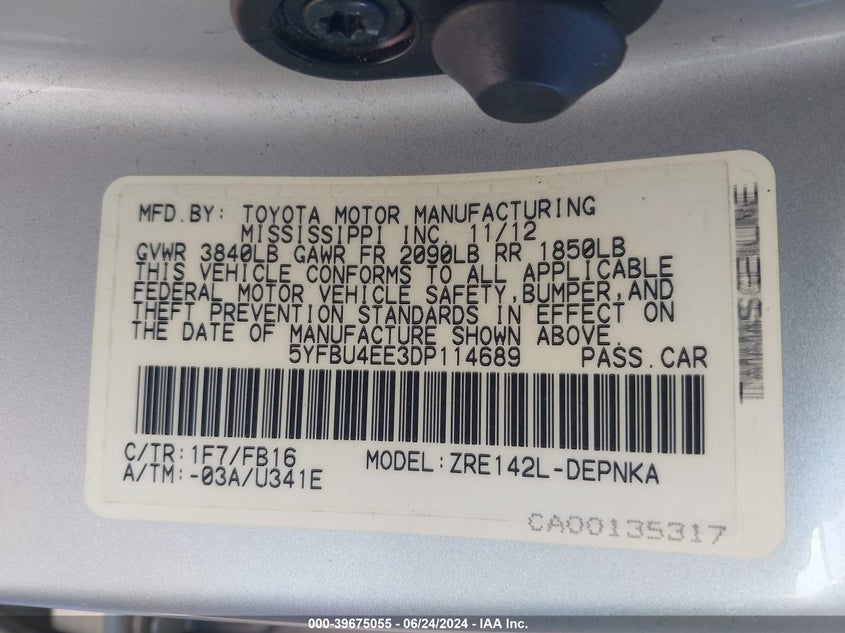 MFD.BY: TOYOTA MOTOR MANUFACTURING
MISSISSIPPI INC. 11/12
GVWR 3840LB GAWR FR 2090LB RR 1850LB
THIS VEHICLE CONFORMS TO ALL APPLICABLE
FEDERAL MOTOR VEHICLE SAFETY,BUMPER,AND
THEFT PREVENTION STANDARDS IN EFFECT ON
THE DATE OF MANUFACTURE SHOWN ABOVE.
5YFBU4EE3DP114689 PASS.CAR
C/TR:1F7/FB16
A/TM:-03A/U341E
MODEL:ZRE142L-DEPNKA
CA00135317
000-39675055 - 06/24/2024 - IAA Inc.